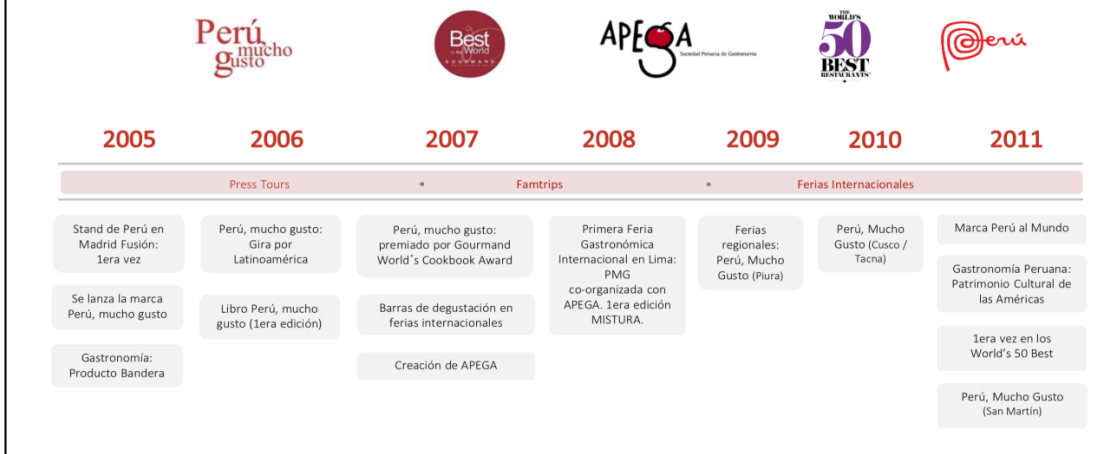 Perú
mucho
gusto
Best
in the World
GOURMAND
APEGA
Sociedad Peruana de Gastronomía
THE
WORLD'S
50
BEST
RESTAURANTS
Perú
2005
2006
2007
2008
2009
2010
2011
Press Tours • Famtrips • Ferias Internacionales
Stand de Perú en
Madrid Fusión:
1era vez
Se lanza la marca
Perú, mucho gusto
Gastronomía:
Producto Bandera
Perú, mucho gusto:
Gira por
Latinoamérica
Libro Perú, mucho
gusto (1era edición)
Perú, mucho gusto:
premiado por Gourmand
World´s Cookbook Award
Barras de degustación en
ferias internacionales
Creación de APEGA
Primera Feria
Gastronómica
Internacional en Lima:
PMG
co-organizada con
APEGA. 1era edición
MISTURA.
Ferias
regionales:
Perú, Mucho
Gusto (Piura)
Perú, Mucho
Gusto (Cusco /
Tacna)
Marca Perú al Mundo
Gastronomía Peruana:
Patrimonio Cultural de
las Américas
1era vez en los
World's 50 Best
Perú, Mucho Gusto
(San Martín)